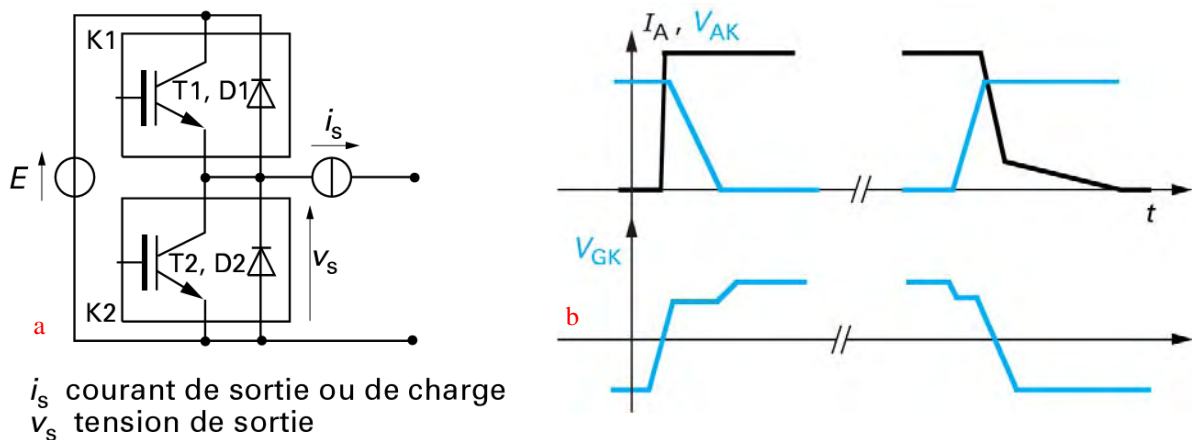 K1
T1, D1
i_s
E
T2, D2
v_s
K2
a
i_s courant de sortie ou de charge
v_s tension de sortie
I_A , V_AK
t
V_GK
b